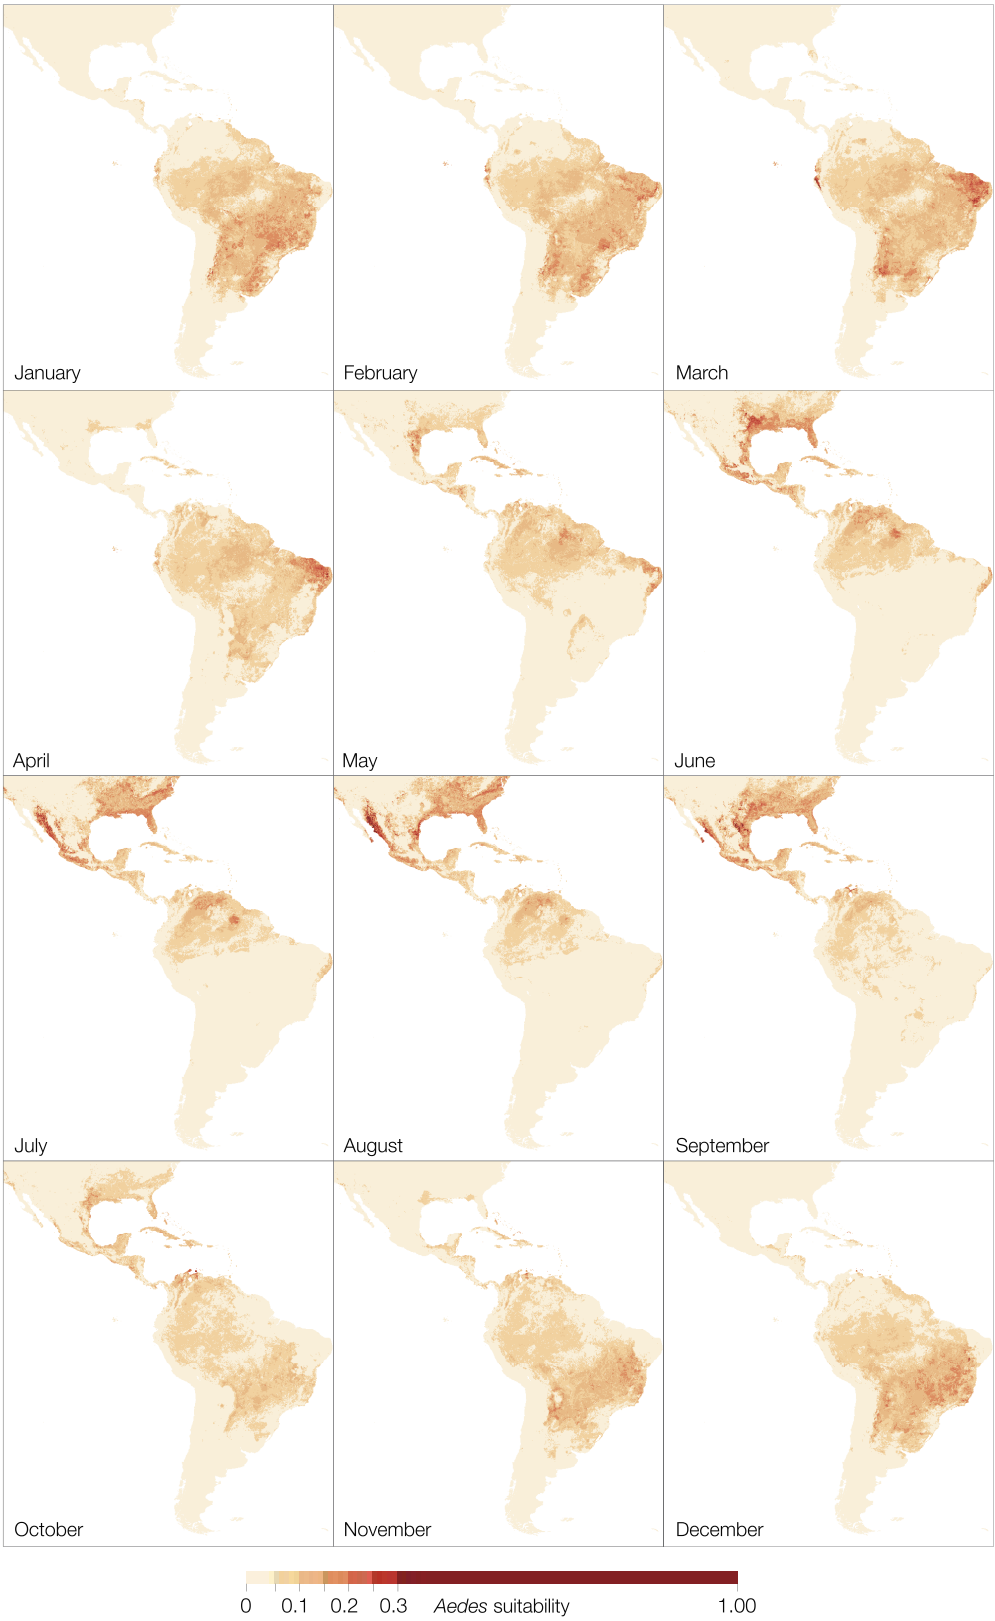 January
February
March
April
May
June
July
August
September
October
November
December
0 0.1 0.2 0.3 Aedes suitability 1.00